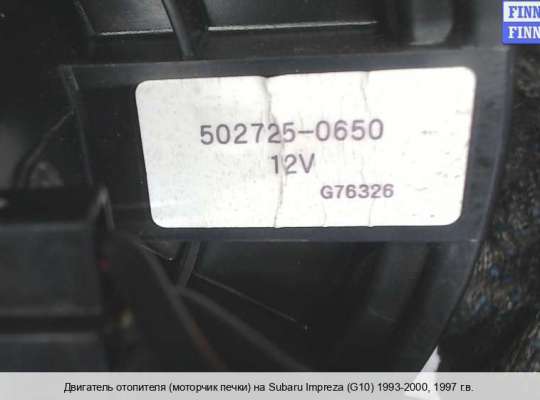 FINN
FINN
502725-0650
12V
G76326
Двигатель отопителя (моторчик печки) на Subaru Impreza (G10) 1993-2000, 1997 г.в.